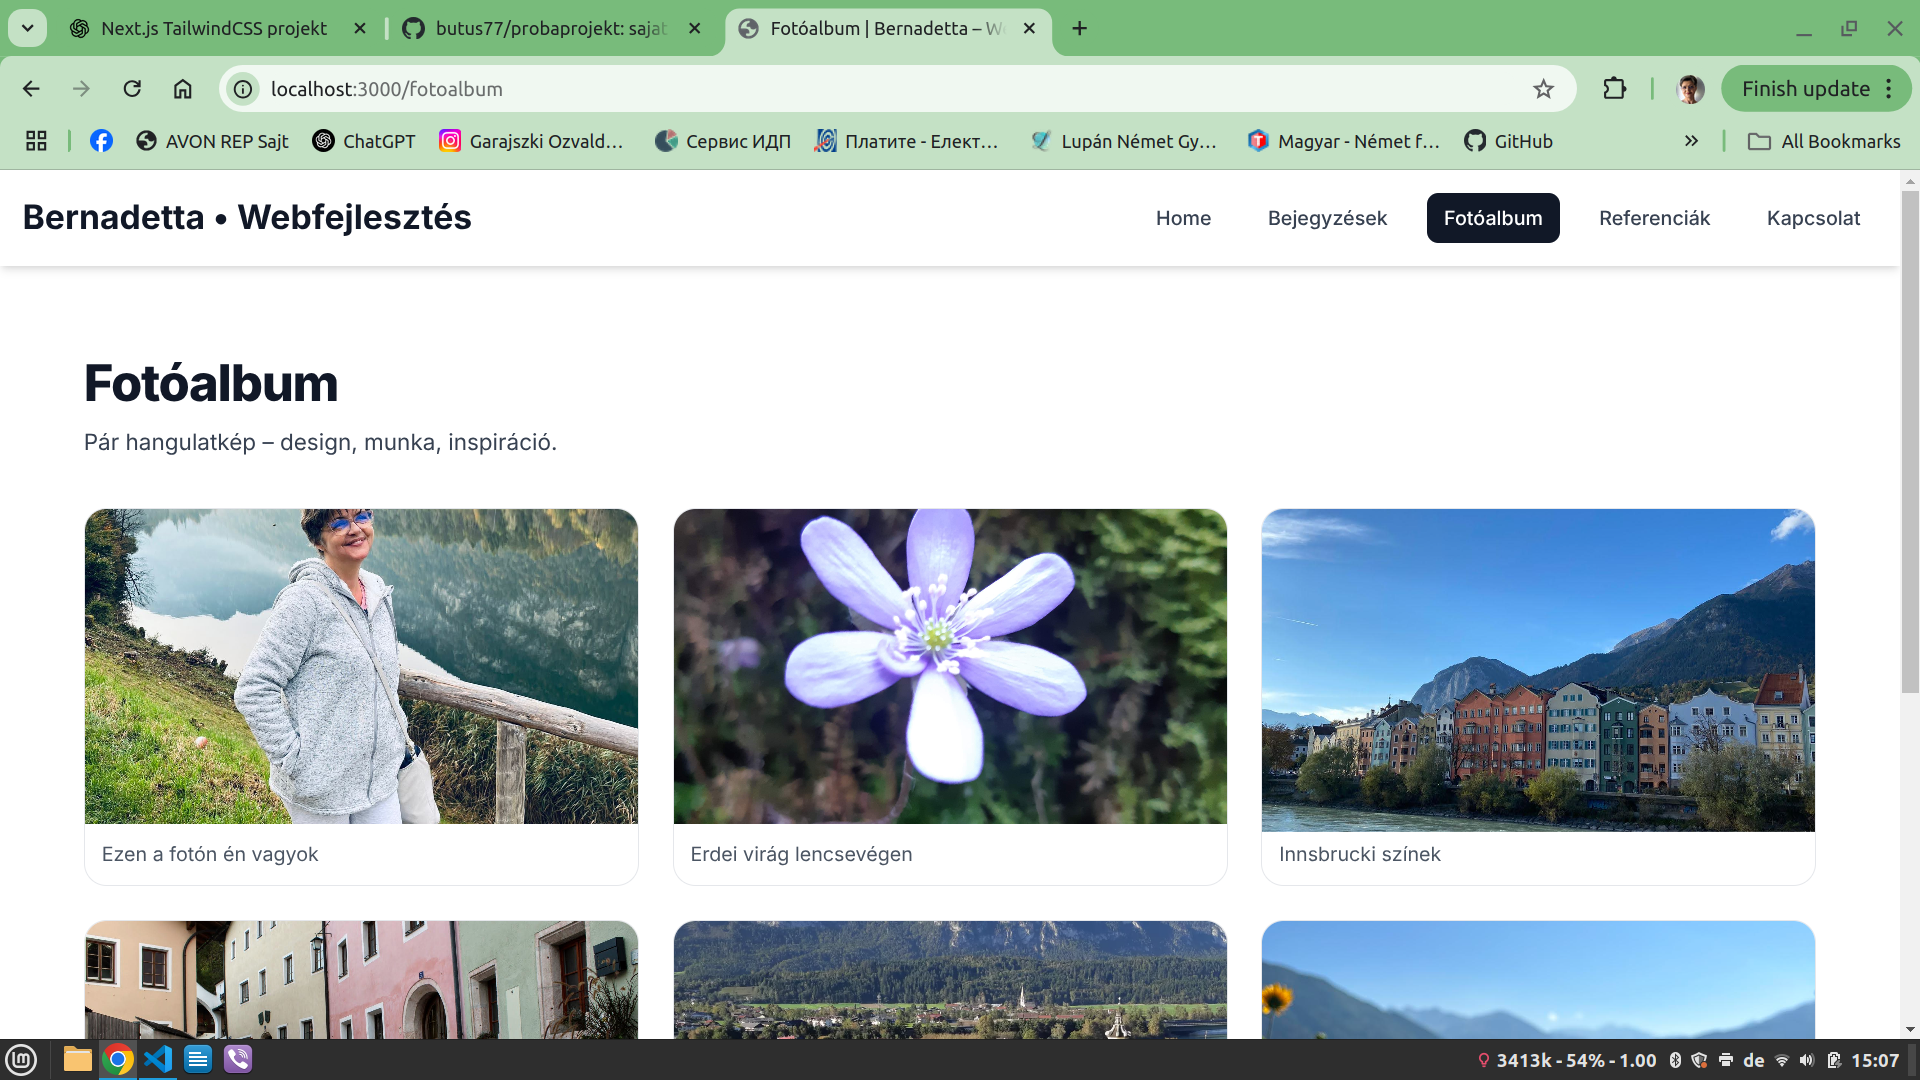 Next.js TailwindCSS projekt
butus77/probaprojekt: sajat
Fotóalbum | Bernadetta – We
localhost:3000/fotoalbum
Finish update
AVON REP Sajt
ChatGPT
Garajszki Ozvald...
Сервис ИДП
Платите - Елект...
Lupán Német Gy...
Magyar - Német f...
GitHub
All Bookmarks
Bernadetta • Webfejlesztés
Home
Bejegyzések
Fotóalbum
Referenciák
Kapcsolat
Fotóalbum
Pár hangulatkép – design, munka, inspiráció.
Ezen a fotón én vagyok
Erdei virág lencsevégen
Innsbrucki színek
3413k - 54% - 1.00
de
15:07